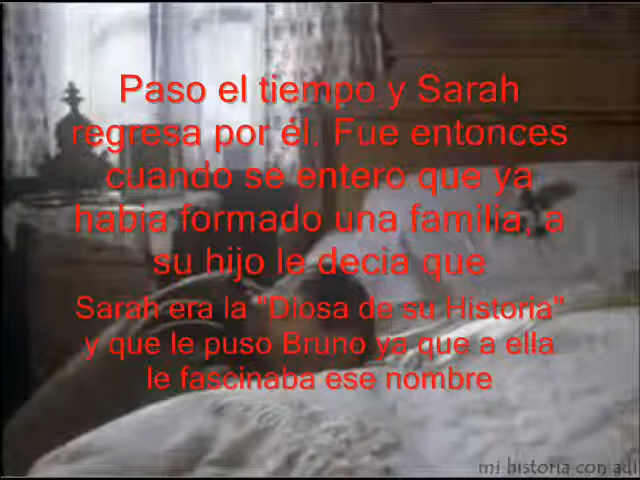 Paso el tiempo y Sarah
regresa por él. Fue entonces
cuando se entero que ya
habia formado una familia, a
su hijo le decia que
Sarah era la "Diosa de su Historia"
y que le puso Bruno ya que a ella
le fascinaba ese nombre
mi historia con adi